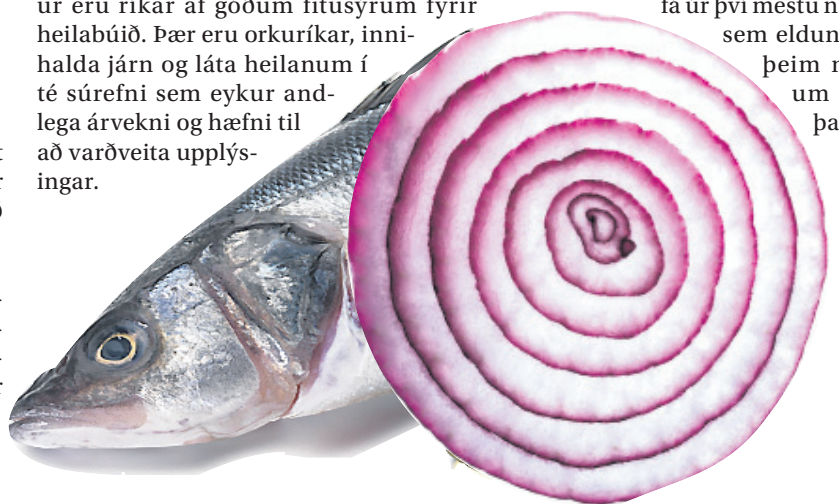 ur eru ríkar af góðum fitusýrum fyrir
heilabúið. Þær eru orkuríkar, inni-
halda járn og láta heilanum í
té súrefni sem eykur and-
lega árvekni og hæfni til
að varðveita upplýs-
ingar.
fá úr því mestu n
sem eldun
þeim
um